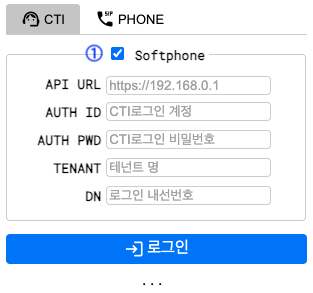 CTI SIP PHONE
① Softphone
API URL https://192.168.0.1
AUTH ID CTI로그인 계정
AUTH PWD CTI로그인 비밀번호
TENANT 테넌트 명
DN 로그인 내선번호
로그인
...